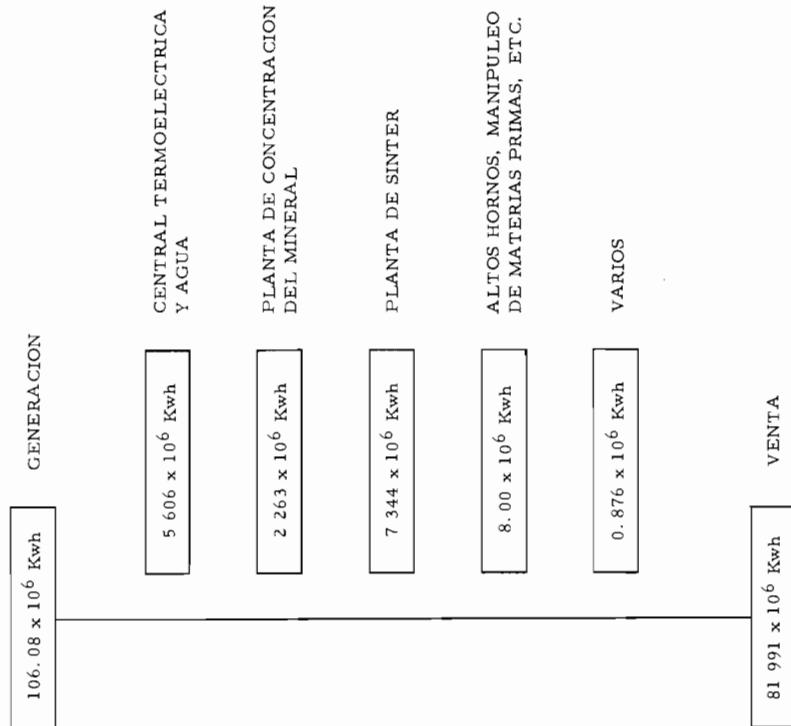 106.08 x 10⁶ Kwh GENERACION
5 606 x 10⁶ Kwh CENTRAL TERMOELECTRICA
Y AGUA
2 263 x 10⁶ Kwh PLANTA DE CONCENTRACION
DEL MINERAL
7 344 x 10⁶ Kwh PLANTA DE SINTER
8.00 x 10⁶ Kwh ALTOS HORNOS, MANIPULEO
DE MATERIAS PRIMAS, ETC.
0.876 x 10⁶ Kwh VARIOS
81 991 x 10⁶ Kwh VENTA